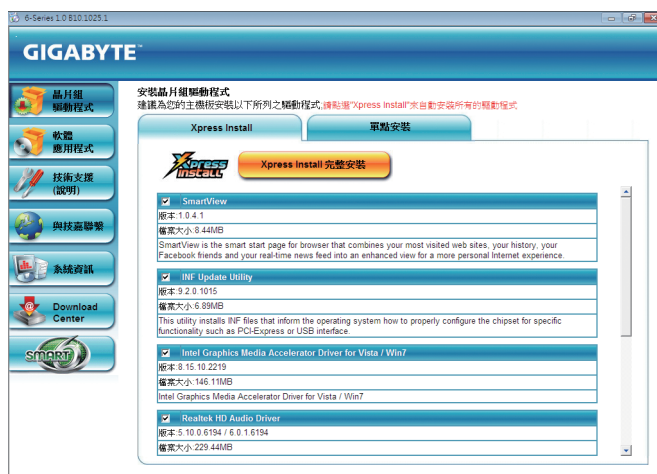 6-Series 1.0 B10.1025.1
GIGABYTE™
晶片組
驅動程式
軟體
應用程式
技術支援
(說明)
與技嘉聯繫
系統資訊
Download
Center
SMART6
安裝晶片組驅動程式
建議為您的主機板安裝以下所列之驅動程式,請點選"Xpress Install"來自動安裝所有的驅動程式
Xpress Install
單點安裝
Xpress
INSTALL
Xpress Install 完整安裝
SmartView
版本:1.0.4.1
檔案大小:8.44MB
SmartView is the smart start page for browser that combines your most visited web sites, your history, your
Facebook friends and your real-time news feed into an enhanced view for a more personal Internet experience.
INF Update Utility
版本:9.2.0.1015
檔案大小:6.89MB
This utility installs INF files that inform the operating system how to properly configure the chipset for specific
functionality such as PCI-Express or USB interface.
Intel Graphics Media Accelerator Driver for Vista / Win7
版本:8.15.10.2219
檔案大小:146.11MB
Intel Graphics Media Accelerator Driver for Vista / Win7
Realtek HD Audio Driver
版本:5.10.0.6194 / 6.0.1.6194
檔案大小:229.44MB